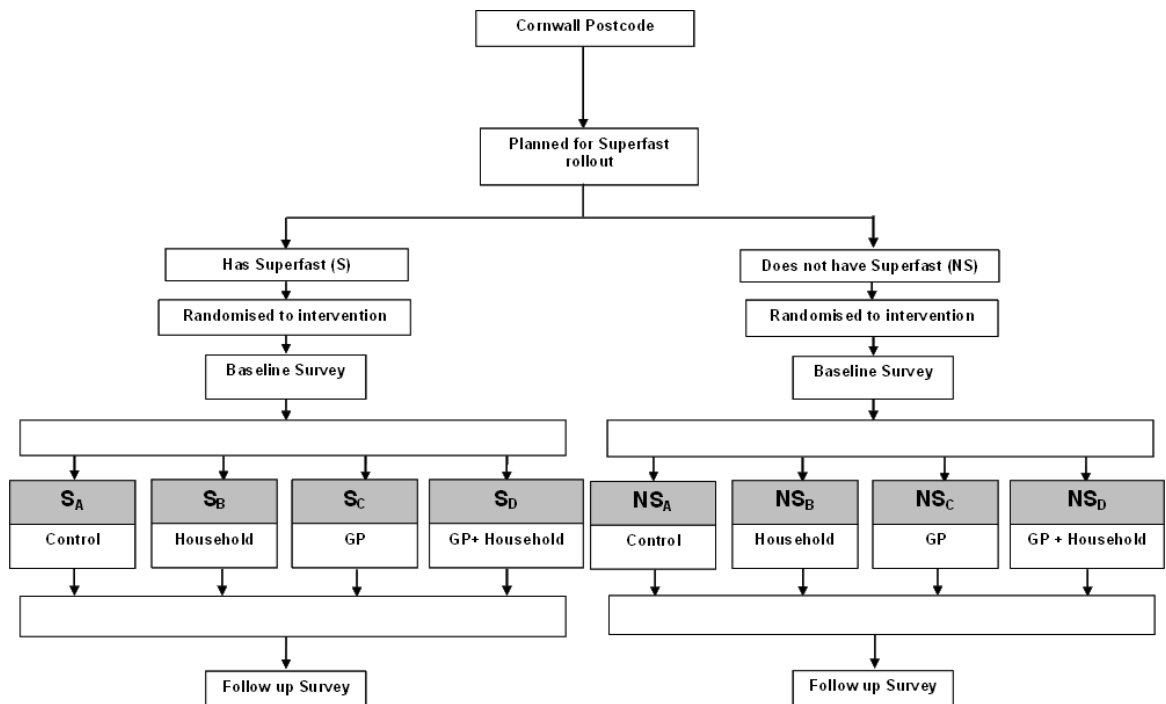 Cornwall Postcode
Planned for Superfast
rollout
Has Superfast (S)
Does not have Superfast (NS)
Randomised to intervention
Randomised to intervention
Baseline Survey
Baseline Survey
SA
SB
SC
SD
NSA
NSB
NSC
NSD
Control
Household
GP
GP+ Household
Control
Household
GP
GP + Household
Follow up Survey
Follow up Survey